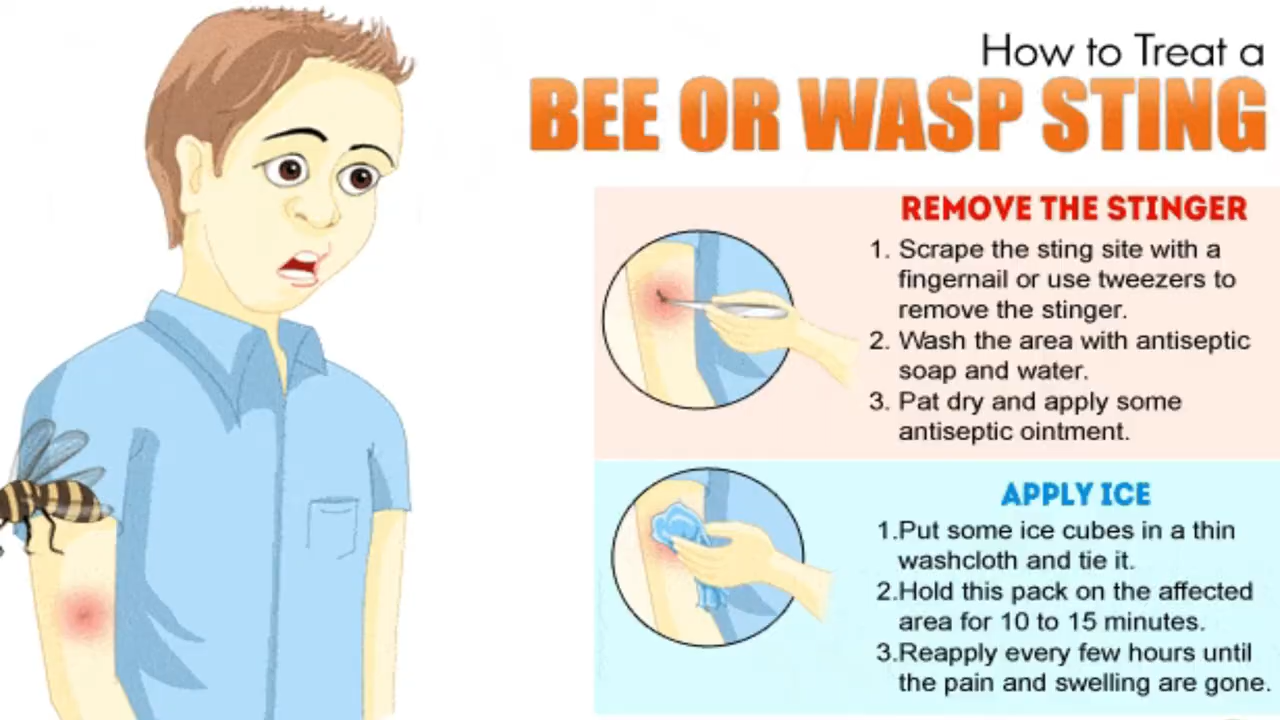 How to Treat a
BEE OR WASP STING
REMOVE THE STINGER
1. Scrape the sting site with a
fingernail or use tweezers to
remove the stinger.
2. Wash the area with antiseptic
soap and water.
3. Pat dry and apply some
antiseptic ointment.
APPLY ICE
1.Put some ice cubes in a thin
washcloth and tie it.
2.Hold this pack on the affected
area for 10 to 15 minutes.
3.Reapply every few hours until
the pain and swelling are gone.